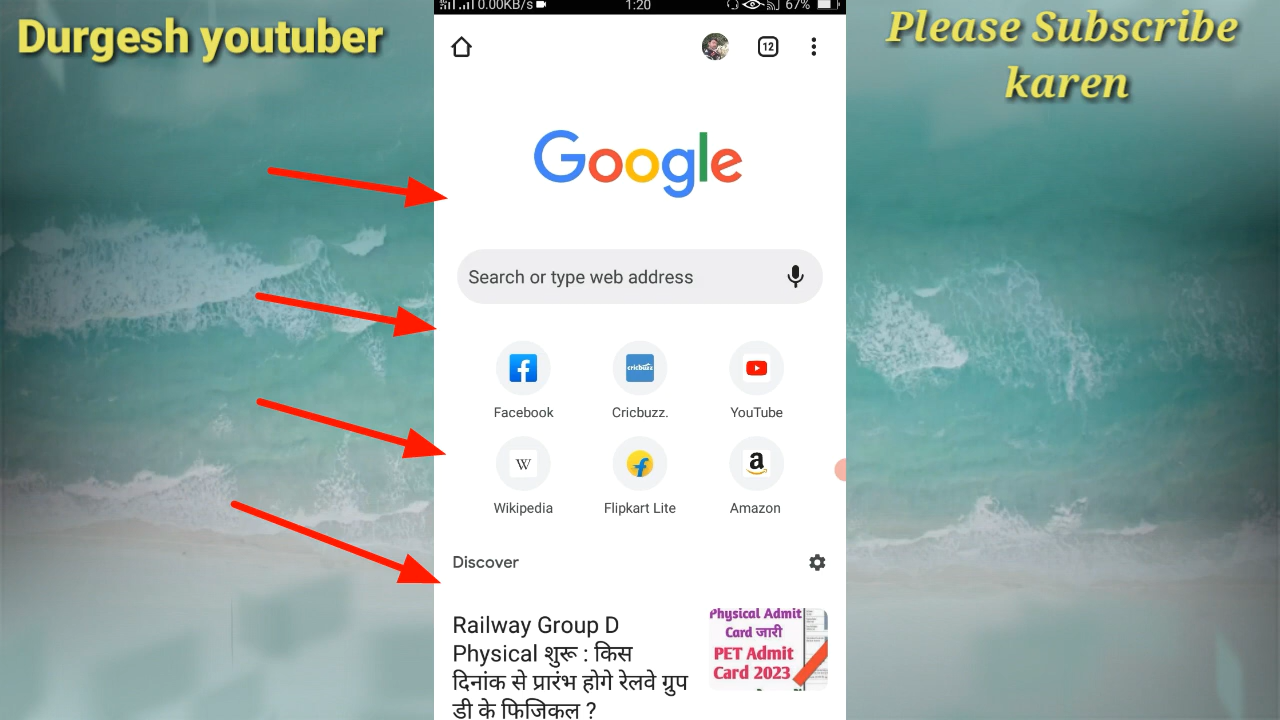 Durgesh youtuber
Please Subscribe
karen
0.00KB/s
1:20
67%
12
Google
Search or type web address
Facebook
cricbuzz
Cricbuzz.
YouTube
W
Wikipedia
Flipkart Lite
a
Amazon
Discover
Railway Group D
Physical शुरू : किस
दिनांक से प्रारंभ होगे रेलवे ग्रुप
डी के फिजिकल ?
Physical Admit
Card जारी
PET Admit
Card 2023